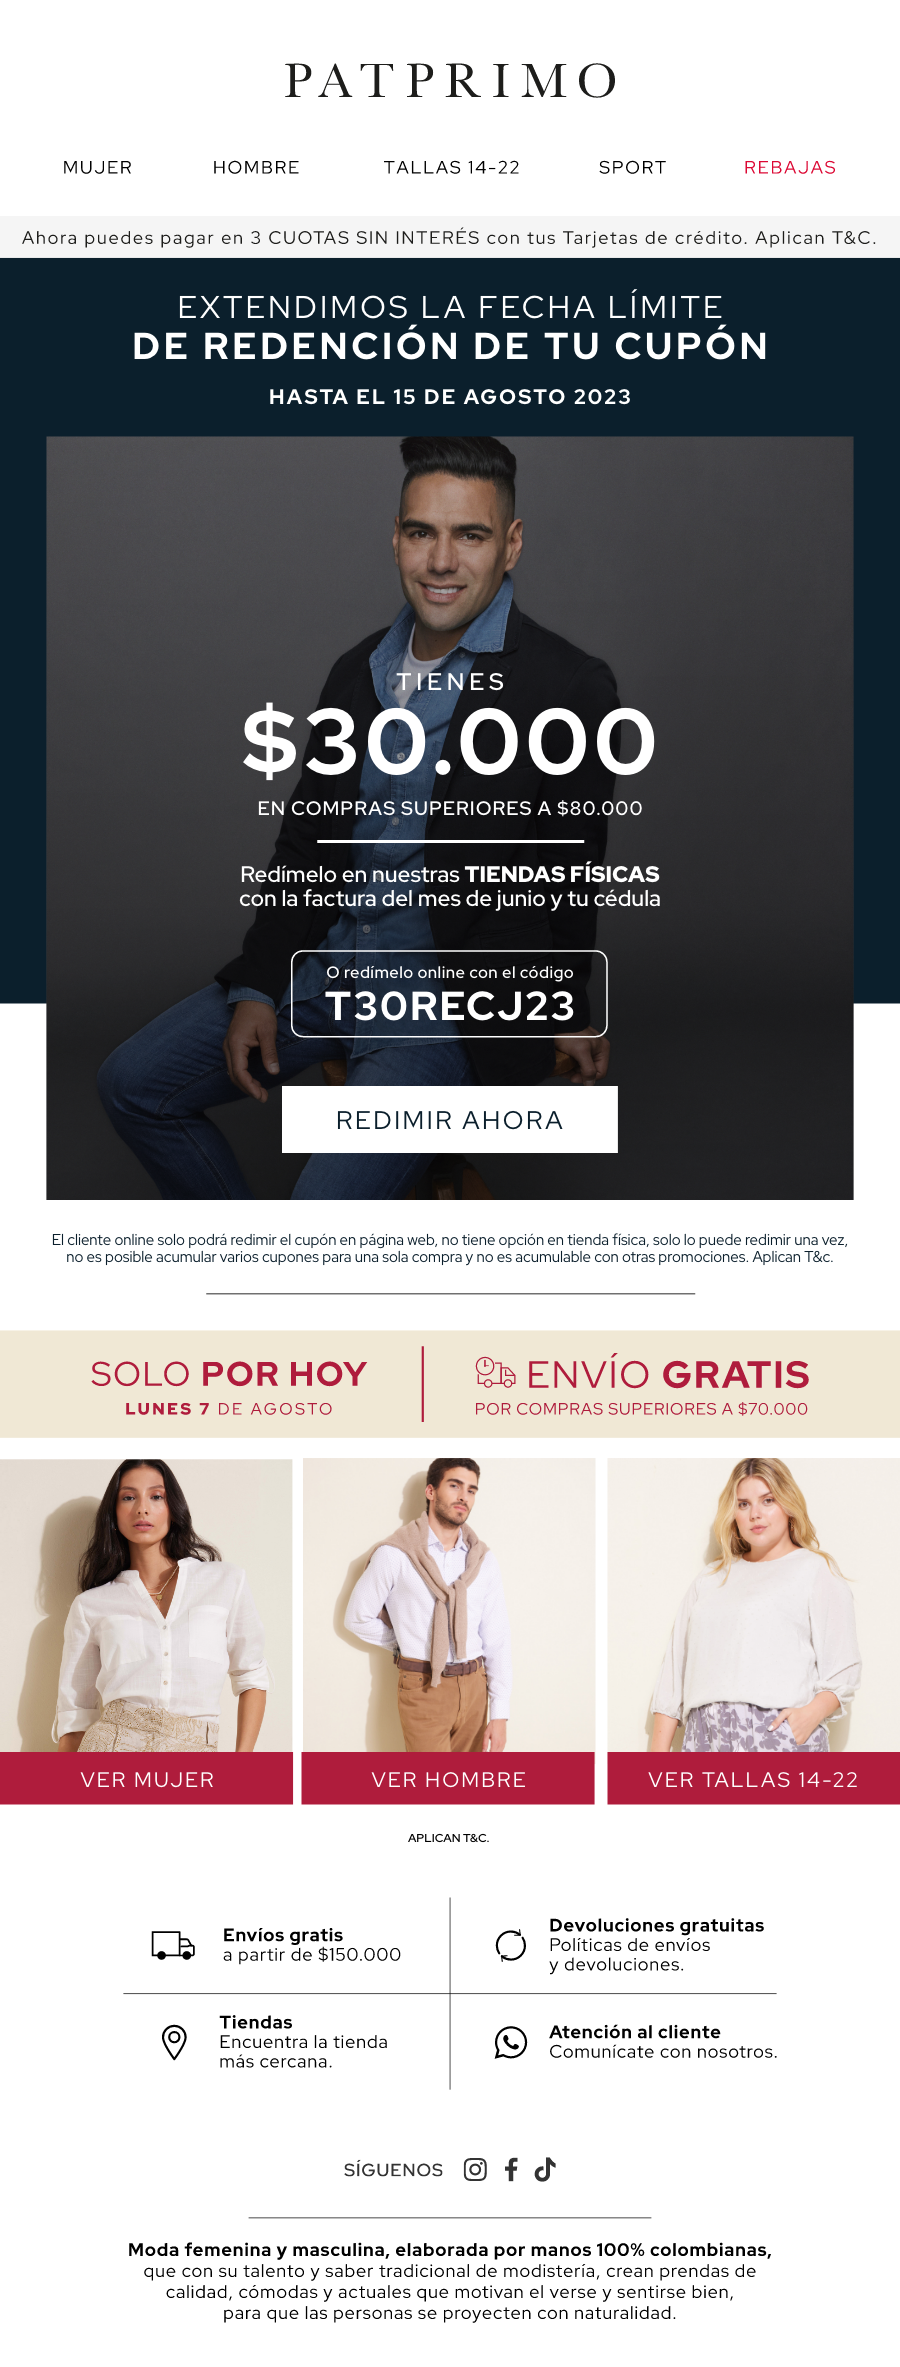 PATPRIMO
MUJER HOMBRE TALLAS 14-22 SPORT REBAJAS
Ahora puedes pagar en 3 CUOTAS SIN INTERÉS con tus Tarjetas de crédito. Aplican T&C.
EXTENDIMOS LA FECHA LÍMITE
DE REDENCIÓN DE TU CUPÓN
HASTA EL 15 DE AGOSTO 2023
TIENES
$30.000
EN COMPRAS SUPERIORES A $80.000
Redímelo en nuestras TIENDAS FÍSICAS
con la factura del mes de junio y tu cédula
O redímelo online con el código
T30RECJ23
REDIMIR AHORA
El cliente online solo podrá redimir el cupón en página web, no tiene opción en tienda física, solo lo puede redimir una vez,
no es posible acumular varios cupones para una sola compra y no es acumulable con otras promociones. Aplican T&c.
SOLO POR HOY
LUNES 7 DE AGOSTO
ENVÍO GRATIS
POR COMPRAS SUPERIORES A $70.000
VER MUJER
VER HOMBRE
VER TALLAS 14-22
APLICAN T&C.
Envíos gratis
a partir de $150.000
Devoluciones gratuitas
Políticas de envíos
y devoluciones.
Tiendas
Encuentra la tienda
más cercana.
Atención al cliente
Comunícate con nosotros.
SÍGUENOS
Moda femenina y masculina, elaborada por manos 100% colombianas,
que con su talento y saber tradicional de modistería, crean prendas de
calidad, cómodas y actuales que motivan el verse y sentirse bien,
para que las personas se proyecten con naturalidad.